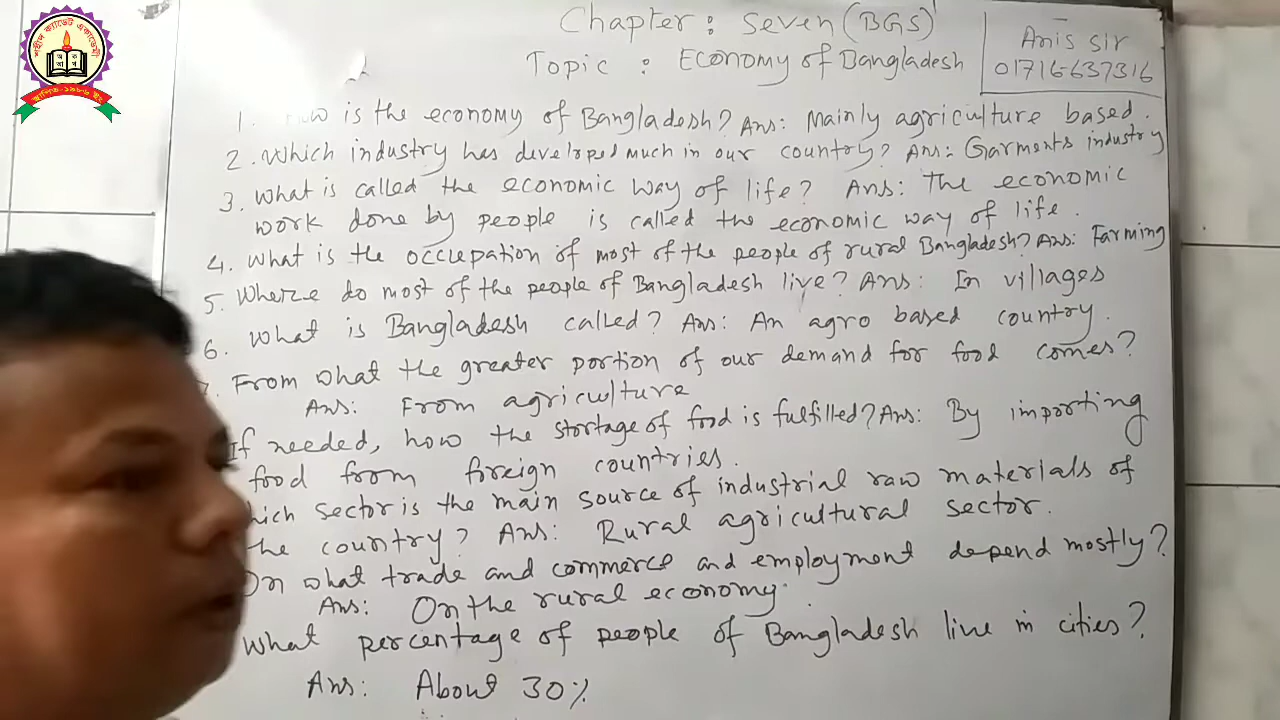 Chapter: Seven (BGS)
Topic : Economy of Bangladesh
Anis sir
01716-637316
1. How is the economy of Bangladesh? Ans: Mainly agriculture based.
2. Which industry has developed much in our country? Ans: Garments industry
3. What is called the economic way of life? Ans: The economic
work done by people is called the economic way of life.
4. What is the occupation of most of the people of rural Bangladesh? Ans: Farming
5. Where do most of the people of Bangladesh live? Ans: In villages
6. What is Bangladesh called? Ans: An agro based country.
7. From what the greater portion of our demand for food comes?
Ans: From agriculture
If needed, how the stortage of food is fulfilled? Ans: By importing
food from foreign countries.
hich sector is the main source of industrial raw materials of
the country? Ans: Rural agricultural sector.
On what trade and commerce and employment depend mostly?
Ans: On the rural economy.
What percentage of people of Bangladesh live in cities?
Ans: About 30%